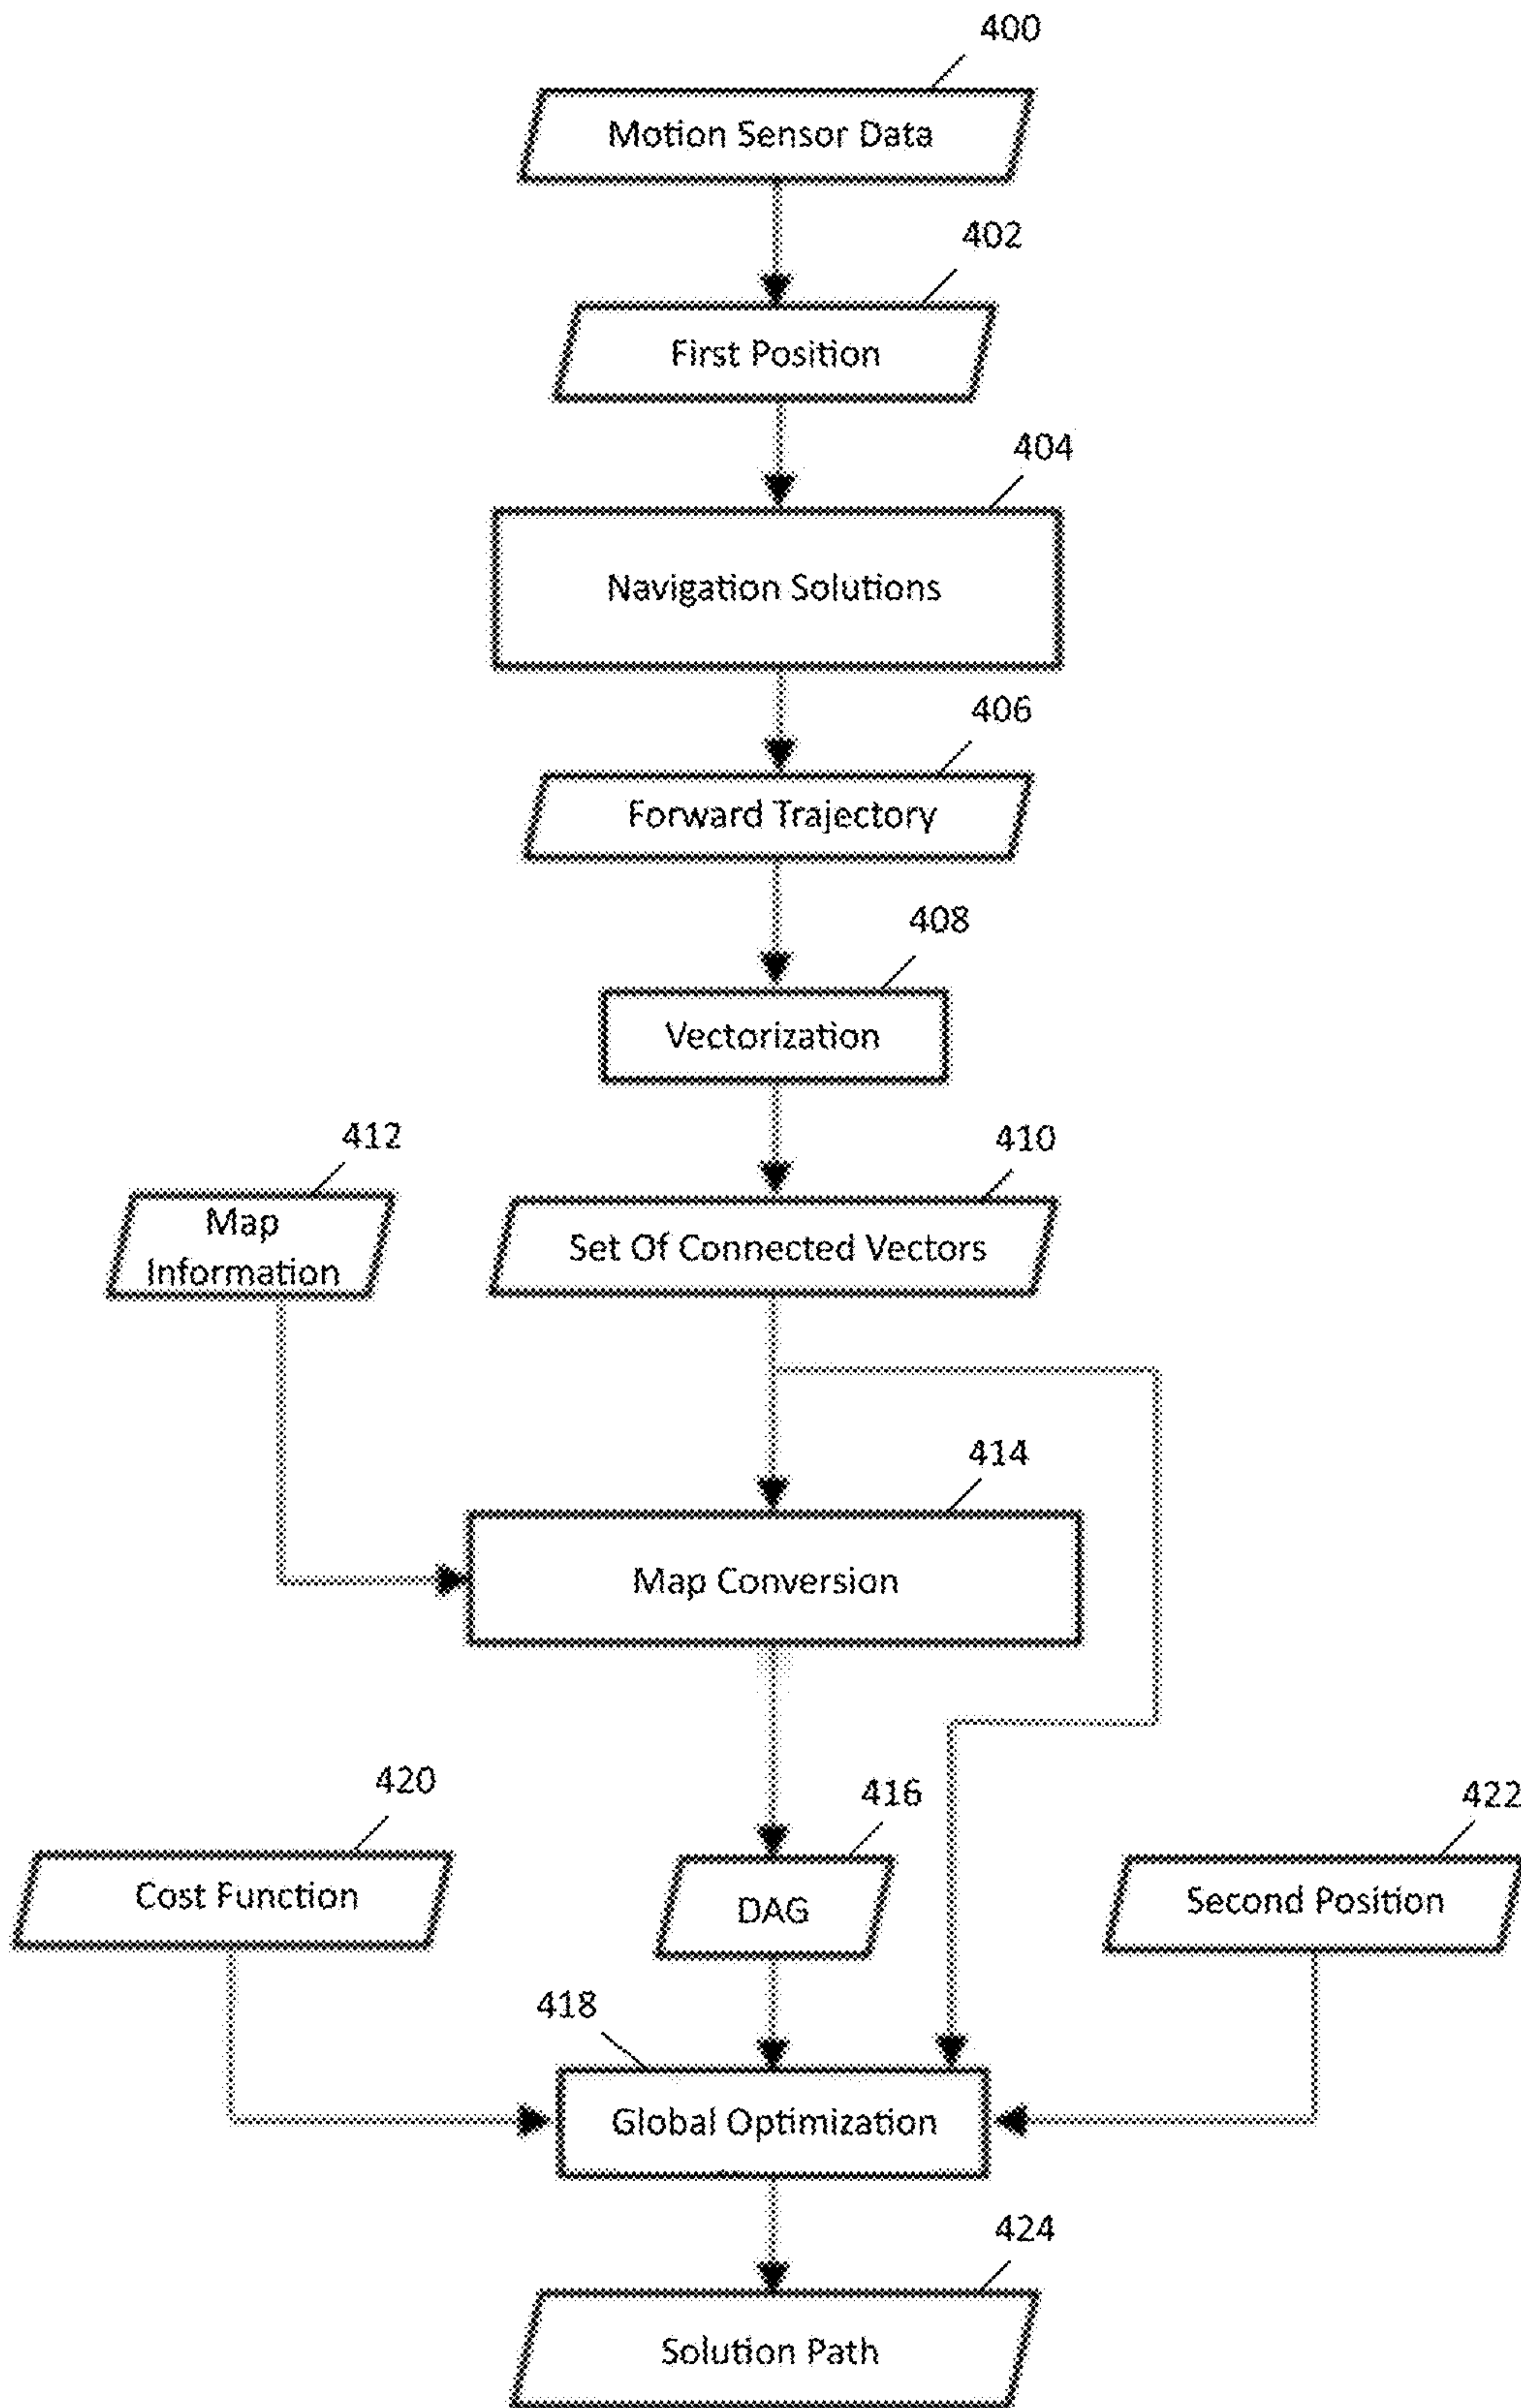 400
Motion Sensor Data
402
First Position
404
Navigation Solutions
406
Forward Trajectory
408
Vectorization
412
410
Map
Information
Set Of Connected Vectors
414
Map Conversion
420
416
422
Cost Function
DAG
Second Position
418
Global Optimization
424
Solution Path